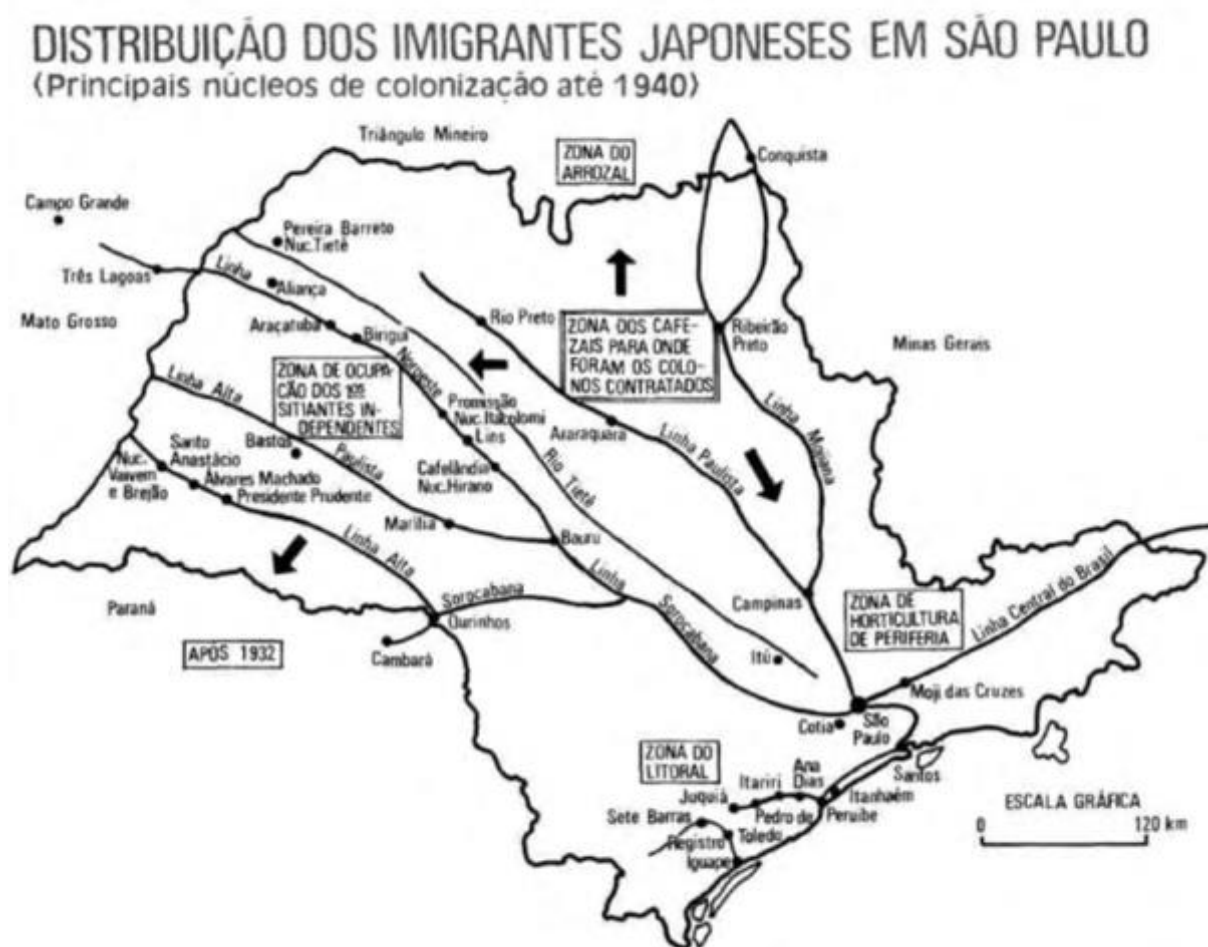 DISTRIBUIÇÃO DOS IMIGRANTES JAPONESES EM SÃO PAULO
(Principais núcleos de colonização até 1940)
Triângulo Mineiro
ZONA DO
ARROZAL
Conquista
Campo Grande
Pereira Barreto
Nuc.Tietê
Três Lagoas
Linha
Aliança
Mato Grosso
Araçatuba
Birigui
Rio Preto
ZONA DOS CAFE-
ZAIS PARA ONDE
FORAM OS COLO-
NOS CONTRATADOS
Ribeirão
Preto
Minas Gerais
Noroeste
ZONA DE OCUPA-
ÇÃO DOS 1ºs
SITIANTES IN-
DEPENDENTES
Linha Alta
Paulista
Promissão
Nuc. Itacolomi
Lins
Araraquara
Linha Paulista
Linha Mojiana
Bastos
Santo
Anastácio
Nuc.
Vaivem
e Brejão
Álvares Machado
Presidente Prudente
Cafelândia
Nuc.Hirano
Rio Tietê
Marília
Bauru
Linha Alta
Sorocabana
Linha
Sorocabana
Campinas
ZONA DE
HORTICULTURA
DE PERIFERIA
Linha Central do Brasil
Paraná
Ourinhos
APÓS 1932
Cambará
Itú
Moji das Cruzes
Cotia
São
Paulo
ZONA DO
LITORAL
Ana
Dias
Santos
Itariri
Juquiá
Itanhaém
Pedro de
Toledo
Peruíbe
Sete Barras
Registro
Iguape
ESCALA GRÁFICA
0 120 km